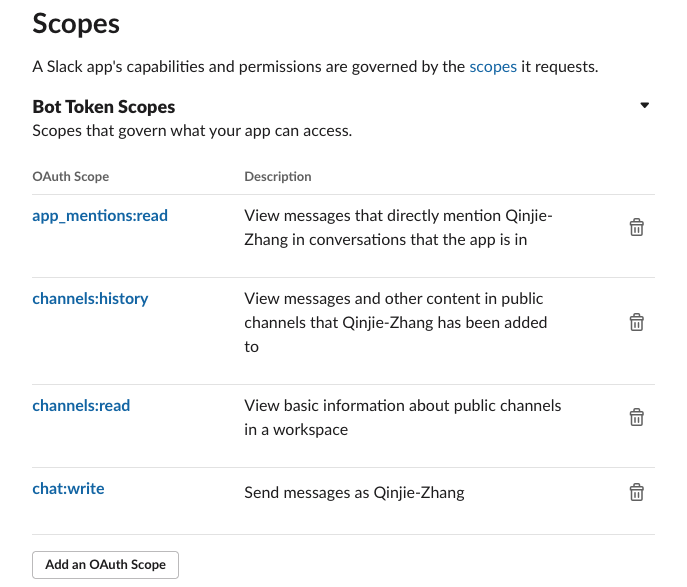 Scopes
A Slack app's capabilities and permissions are governed by the scopes it requests.
Bot Token Scopes
Scopes that govern what your app can access.
OAuth Scope Description
app_mentions:read View messages that directly mention Qinjie-
Zhang in conversations that the app is in
channels:history View messages and other content in public
channels that Qinjie-Zhang has been added
to
channels:read View basic information about public channels
in a workspace
chat:write Send messages as Qinjie-Zhang
Add an OAuth Scope